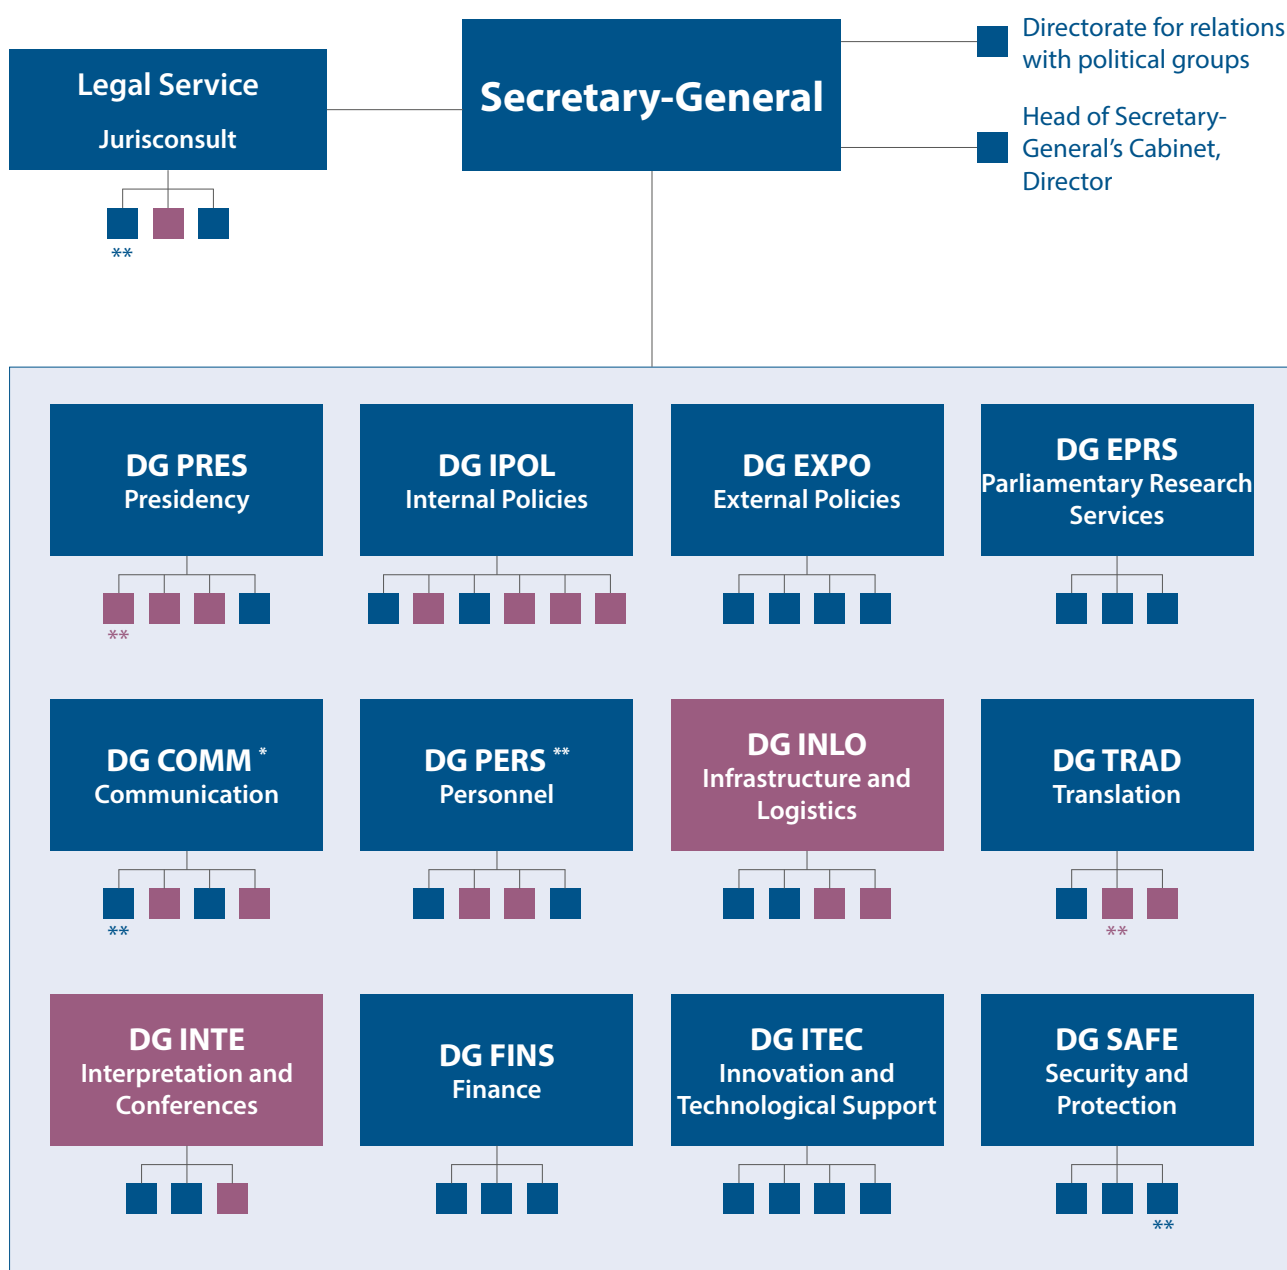 Legal Service
Jurisconsult
**
Secretary-General
Directorate for relations
with political groups
Head of Secretary-
General’s Cabinet,
Director
DG PRES
Presidency
**
DG IPOL
Internal Policies
DG EXPO
External Policies
DG EPRS
Parliamentary Research
Services
DG COMM *
Communication
**
DG PERS **
Personnel
DG INLO
Infrastructure and
Logistics
DG TRAD
Translation
**
DG INTE
Interpretation and
Conferences
DG FINS
Finance
DG ITEC
Innovation and
Technological Support
DG SAFE
Security and
Protection
**